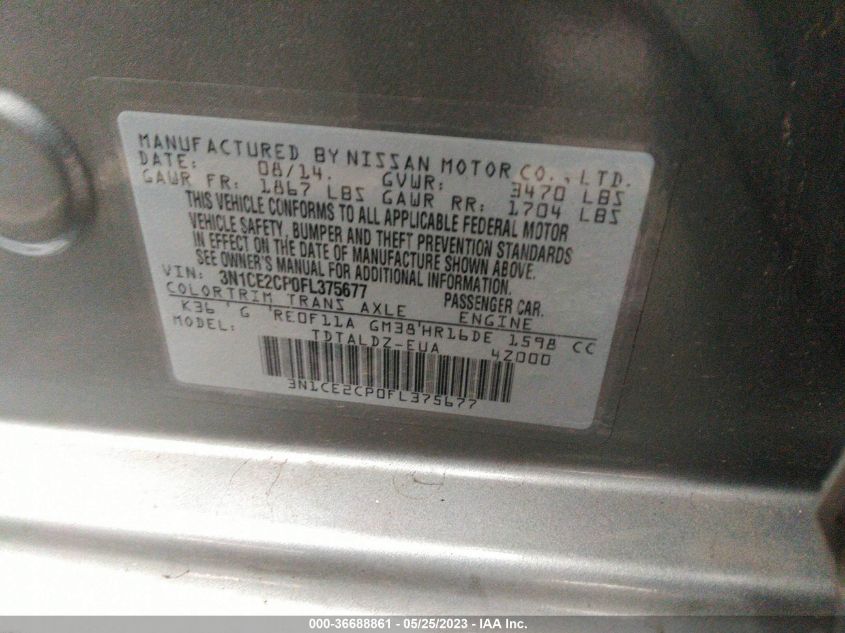 MANUFACTURED BY NISSAN MOTOR CO., LTD.
DATE: 08/14. GVWR: 3470 LBS
GAWR FR: 1867 LBS GAWR RR: 1704 LBS
THIS VEHICLE CONFORMS TO ALL APPLICABLE FEDERAL MOTOR
VEHICLE SAFETY, BUMPER AND THEFT PREVENTION STANDARDS
IN EFFECT ON THE DATE OF MANUFACTURE SHOWN ABOVE.
SEE OWNER'S MANUAL FOR ADDITIONAL INFORMATION.
VIN: 3N1CE2CP0FL375677 PASSENGER CAR.
COLOR TRIM TRANS AXLE ENGINE
K36 ' G 'RE0F11A GM38'HR16DE 1598 CC
MODEL: TDTALDZ-EUA 4Z000
3N1CE2CP0FL375677
000-36688861 - 05/25/2023 - IAA Inc.